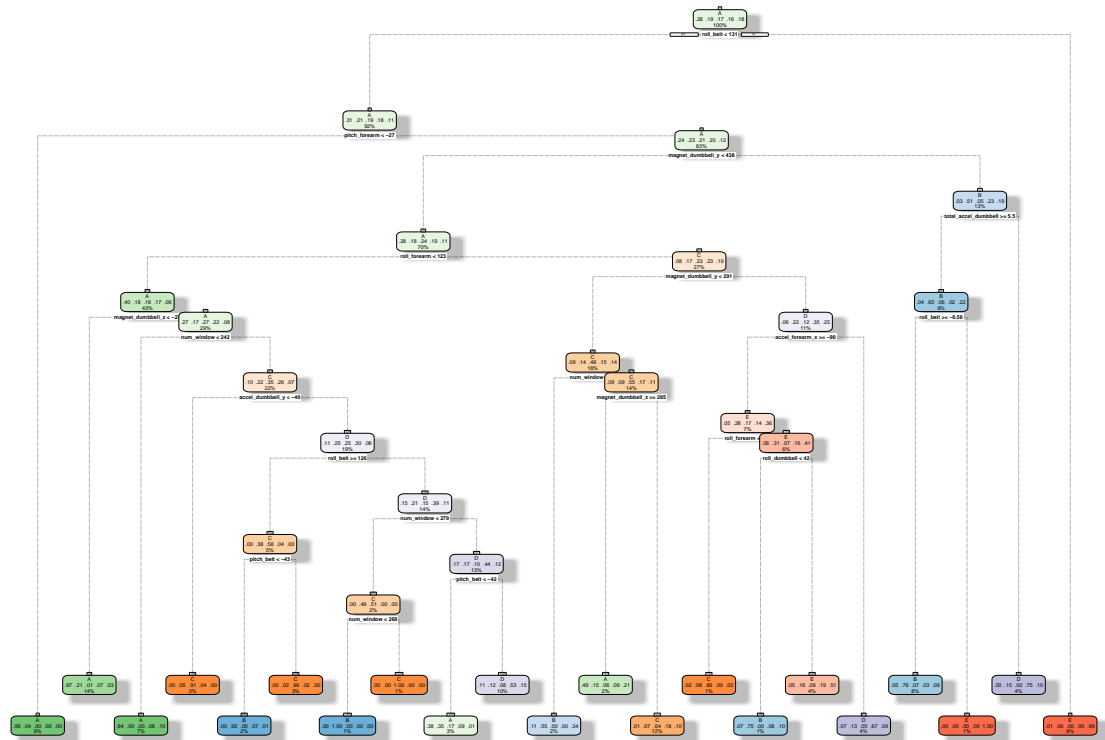 A
.28 .19 .17 .16 .18
100%
roll_belt < 131
A
.31 .21 .19 .18 .11
92%
pitch_forearm < −27
A
.24 .23 .21 .20 .12
83%
magnet_dumbbell_y < 438
B
.03 .51 .05 .23 .19
13%
total_accel_dumbbell >= 5.5
A
.28 .18 .24 .19 .11
70%
roll_forearm < 123
C
.08 .17 .33 .23 .19
27%
magnet_dumbbell_y < 291
A
.40 .18 .18 .17 .06
43%
magnet_dumbbell_z <
A
.27 .17 .27 .22 .08
29%
num_window < 242
D
.06 .22 .12 .35 .25
11%
accel_forearm_x >= −90
B
.04 .65 .06 .02 .22
9%
roll_belt >= −0.58
C
.10 .22 .35 .26 .07
22%
accel_dumbbell_y < −40
C
.09 .14 .48 .15 .14
16%
num_window
C
.09 .09 .55 .17 .11
14%
magnet_dumbbell_z >= 285
D
.11 .25 .25 .30 .08
19%
roll_belt >= 126
E
.05 .28 .17 .14 .36
7%
roll_forearm
E
.06 .31 .07 .16 .41
6%
roll_dumbbell < 42
D
.15 .21 .15 .39 .11
14%
num_window < 279
C
.00 .38 .58 .04 .00
5%
pitch_belt < −43
D
.17 .17 .10 .44 .12
13%
pitch_belt < −42
C
.00 .49 .51 .00 .00
2%
num_window < 260
A
.67 .21 .01 .07 .03
14%
C
.00 .05 .91 .04 .00
3%
C
.00 .02 .96 .02 .00
3%
C
.00 .00 1.00 .00 .00
1%
D
.11 .12 .08 .53 .15
10%
A
.49 .15 .06 .09 .21
2%
C
.02 .08 .89 .00 .02
1%
E
.05 .16 .09 .19 .51
4%
B
.05 .76 .07 .03 .09
8%
D
.00 .15 .00 .75 .10
4%
A
.96 .04 .00 .00 .00
9%
A
.84 .00 .00 .06 .10
7%
B
.00 .92 .00 .07 .01
2%
B
.00 1.00 .00 .00 .00
1%
A
.38 .35 .17 .09 .01
3%
B
.11 .55 .00 .00 .34
2%
C
.01 .07 .64 .18 .10
12%
B
.07 .75 .00 .08 .10
1%
D
.07 .13 .05 .67 .09
4%
E
.00 .00 .00 .00 1.00
1%
E
.01 .00 .00 .00 .99
8%